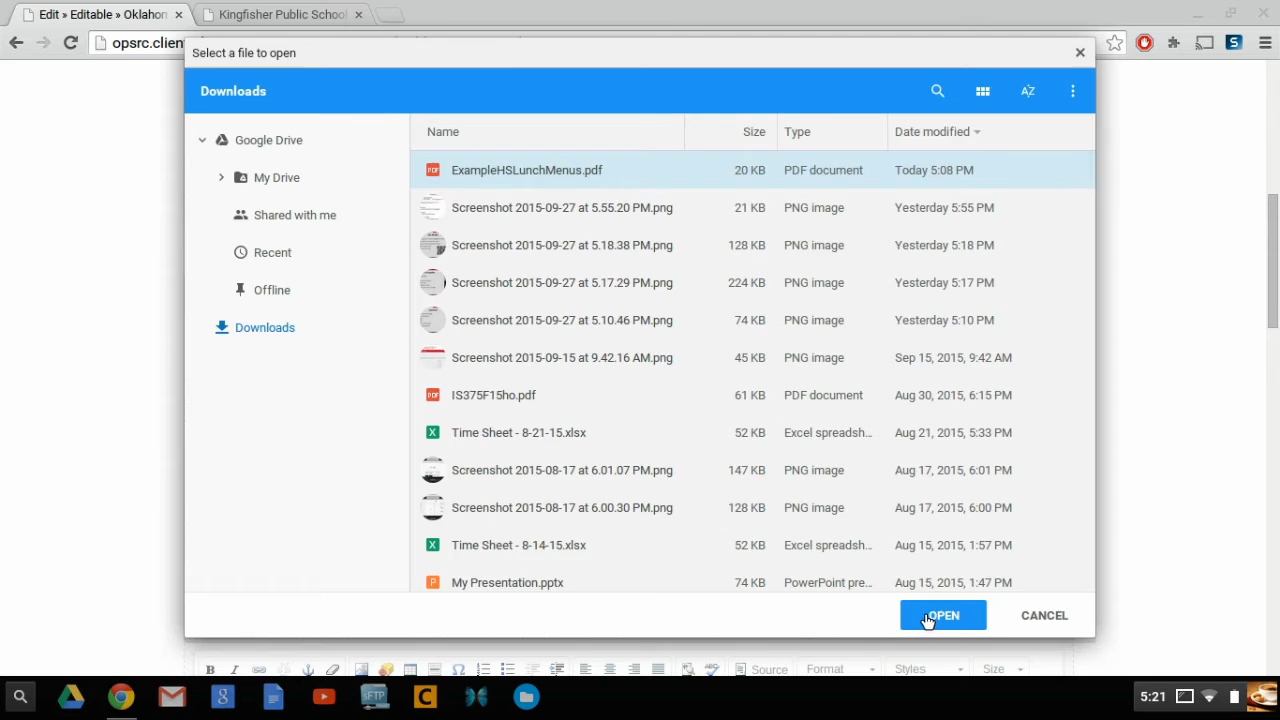 Edit » Editable » Oklahom
Kingfisher Public School
opsrc.client
Select a file to open
Downloads
AZ
Google Drive
My Drive
Shared with me
Recent
Offline
Downloads
Name Size Type Date modified
PDF ExampleHSLunchMenus.pdf 20 KB PDF document Today 5:08 PM
Screenshot 2015-09-27 at 5.55.20 PM.png 21 KB PNG image Yesterday 5:55 PM
Screenshot 2015-09-27 at 5.18.38 PM.png 128 KB PNG image Yesterday 5:18 PM
Screenshot 2015-09-27 at 5.17.29 PM.png 224 KB PNG image Yesterday 5:17 PM
Screenshot 2015-09-27 at 5.10.46 PM.png 74 KB PNG image Yesterday 5:10 PM
Screenshot 2015-09-15 at 9.42.16 AM.png 45 KB PNG image Sep 15, 2015, 9:42 AM
PDF IS375F15ho.pdf 61 KB PDF document Aug 30, 2015, 6:15 PM
X Time Sheet - 8-21-15.xlsx 52 KB Excel spreadsh... Aug 21, 2015, 5:33 PM
Screenshot 2015-08-17 at 6.01.07 PM.png 147 KB PNG image Aug 17, 2015, 6:01 PM
Screenshot 2015-08-17 at 6.00.30 PM.png 128 KB PNG image Aug 17, 2015, 6:00 PM
X Time Sheet - 8-14-15.xlsx 52 KB Excel spreadsh... Aug 15, 2015, 1:57 PM
P My Presentation.pptx 74 KB PowerPoint pre... Aug 15, 2015, 1:47 PM
OPEN CANCEL
B I Source Format Styles Size
8 FTP C 5:21